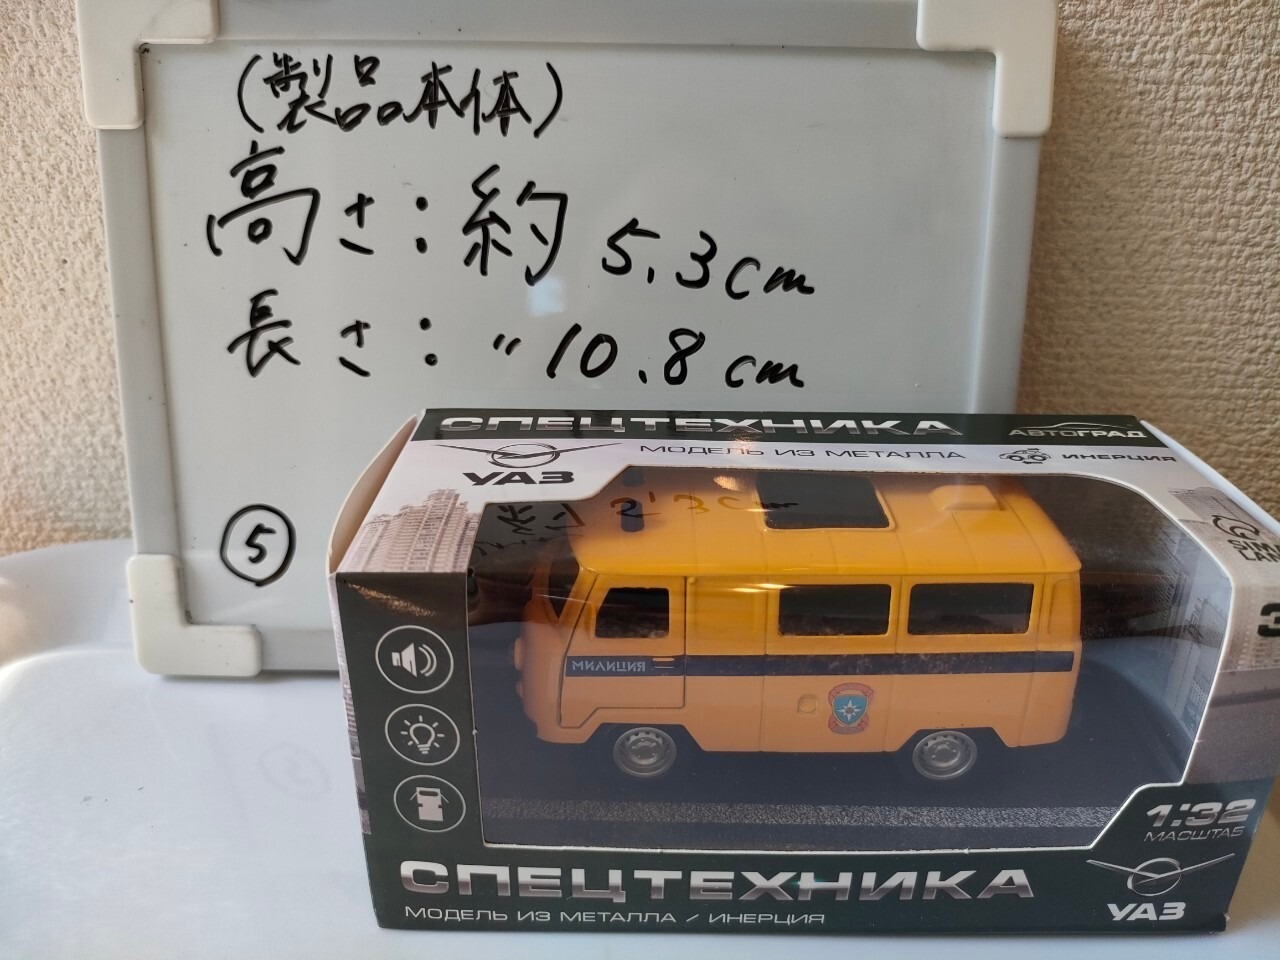 (製品本体)
高さ：約 5.3cm
長さ：〃 10.8cm
⑤
СПЕЦТЕХНИКА
АВТОГРАД
УАЗ
МОДЕЛЬ ИЗ МЕТАЛЛА
ИНЕРЦИЯ
МИЛИЦИЯ
3
1:32
МАСШТАБ
СПЕЦТЕХНИКА
МОДЕЛЬ ИЗ МЕТАЛЛА / ИНЕРЦИЯ
УАЗ